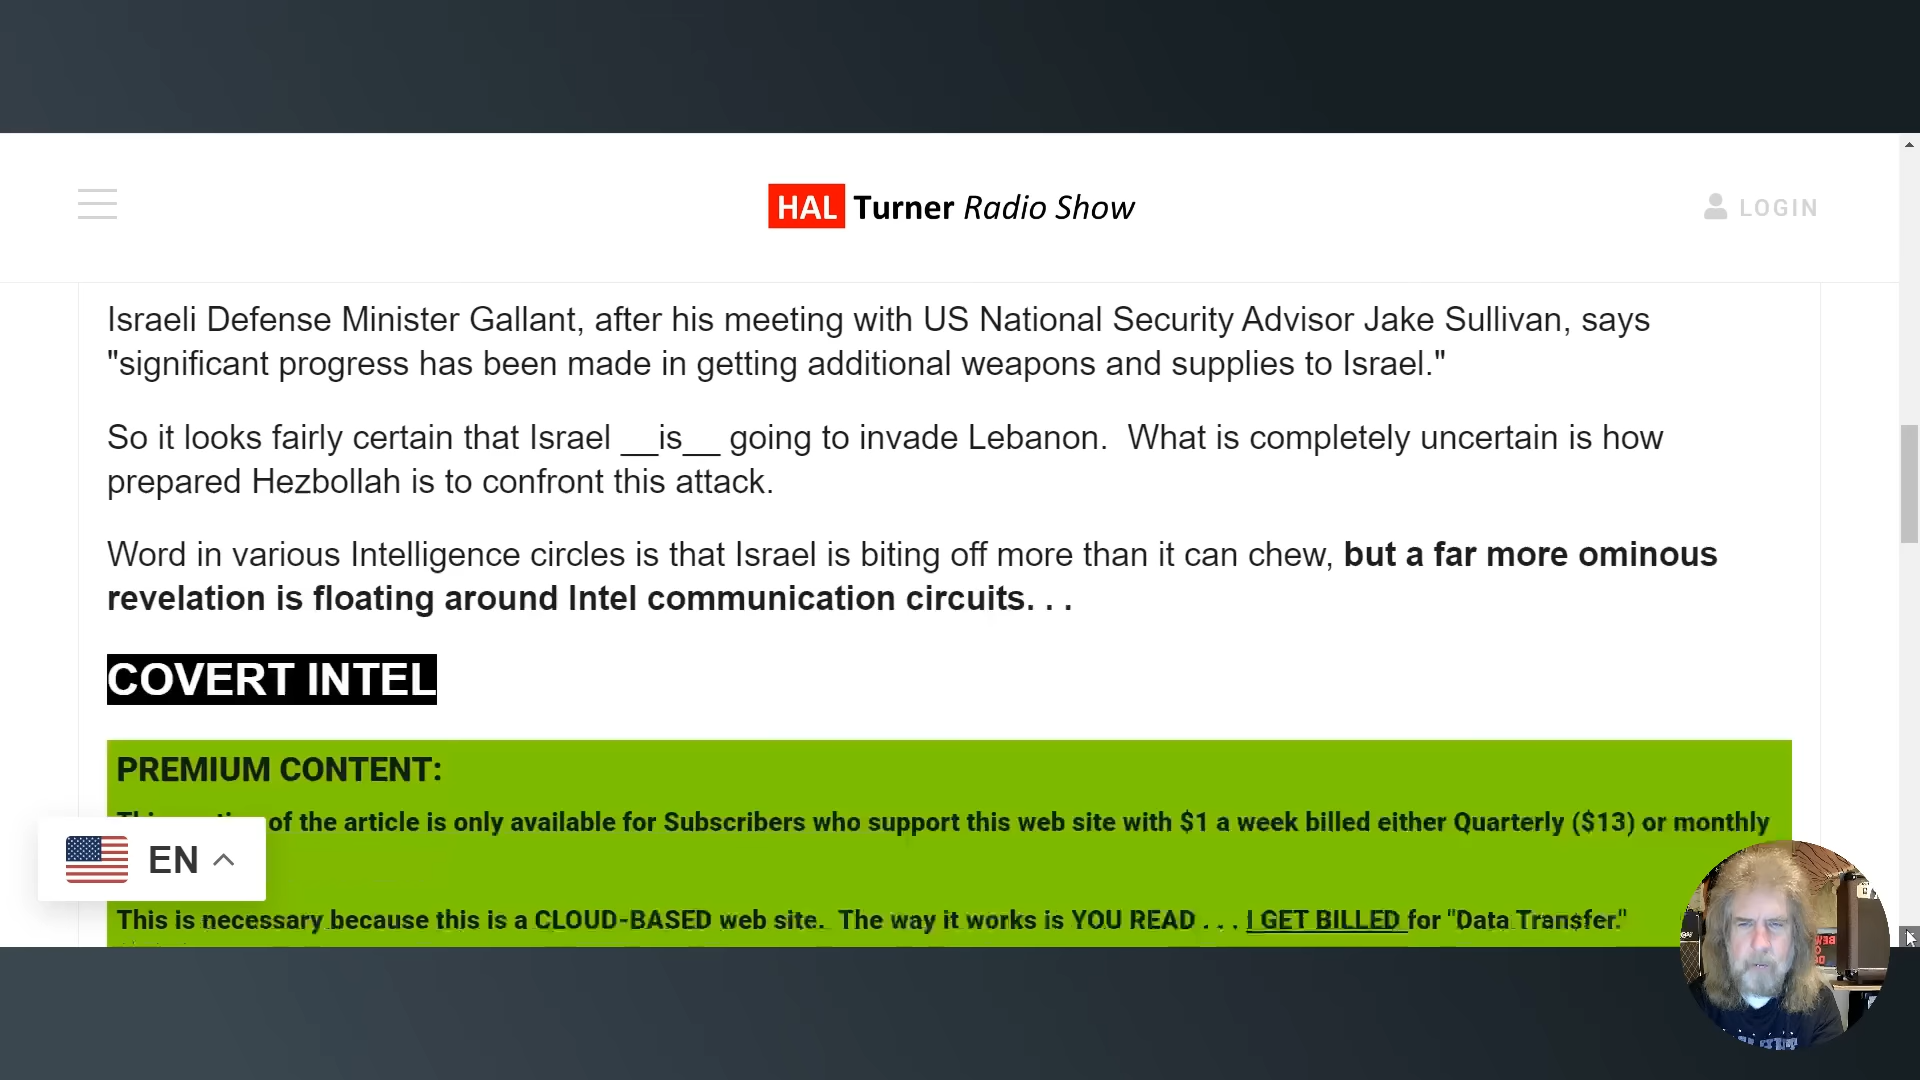 HAL Turner Radio Show
LOGIN
Israeli Defense Minister Gallant, after his meeting with US National Security Advisor Jake Sullivan, says
"significant progress has been made in getting additional weapons and supplies to Israel."
So it looks fairly certain that Israel __is__ going to invade Lebanon.  What is completely uncertain is how
prepared Hezbollah is to confront this attack.
Word in various Intelligence circles is that Israel is biting off more than it can chew, but a far more ominous
revelation is floating around Intel communication circuits. . .
COVERT INTEL
PREMIUM CONTENT:
of the article is only available for Subscribers who support this web site with $1 a week billed either Quarterly ($13) or monthly
EN
This is necessary because this is a CLOUD-BASED web site.  The way it works is YOU READ . . . I GET BILLED for "Data Transfer."